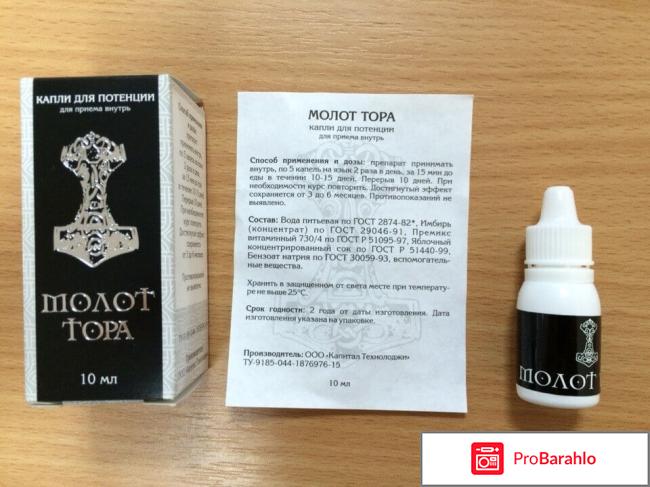 КАПЛИ ДЛЯ ПОТЕНЦИИ
для приема внутрь
МОЛОТ
ТОРА
10 мл
МОЛОТ ТОРА
капли для потенции
для приема внутрь
Способ применения и дозы: препарат принимать
внутрь, по 5 капель на язык 2 раза в день, за 15 мин до
еды в течении 10-15 дней. Перерыв 10 дней. При
необходимости курс повторить. Достигнутый эффект
сохраняется от 3 до 6 месяцев. Противопоказаний не
выявлено.
Состав: Вода питьевая по ГОСТ 2874-82*, Имбирь
(концентрат) по ГОСТ 29046-91, Премикс
витаминный 730/4 по ГОСТ Р 51095-97, Яблочный
концентрированный сок по ГОСТ Р 51440-99,
Бензоат натрия по ГОСТ 30059-93, вспомогатель-
ные вещества.
Хранить в защищенном от света месте при температу-
ре не выше 25°С.
Срок годности: 2 года от даты изготовления. Дата
изготовления указана на упаковке.
Производитель: ООО «Капитал Технолоджи»
ТУ-9185-044-1876976-15
10 мл
МОЛОТ
ProBarahlo